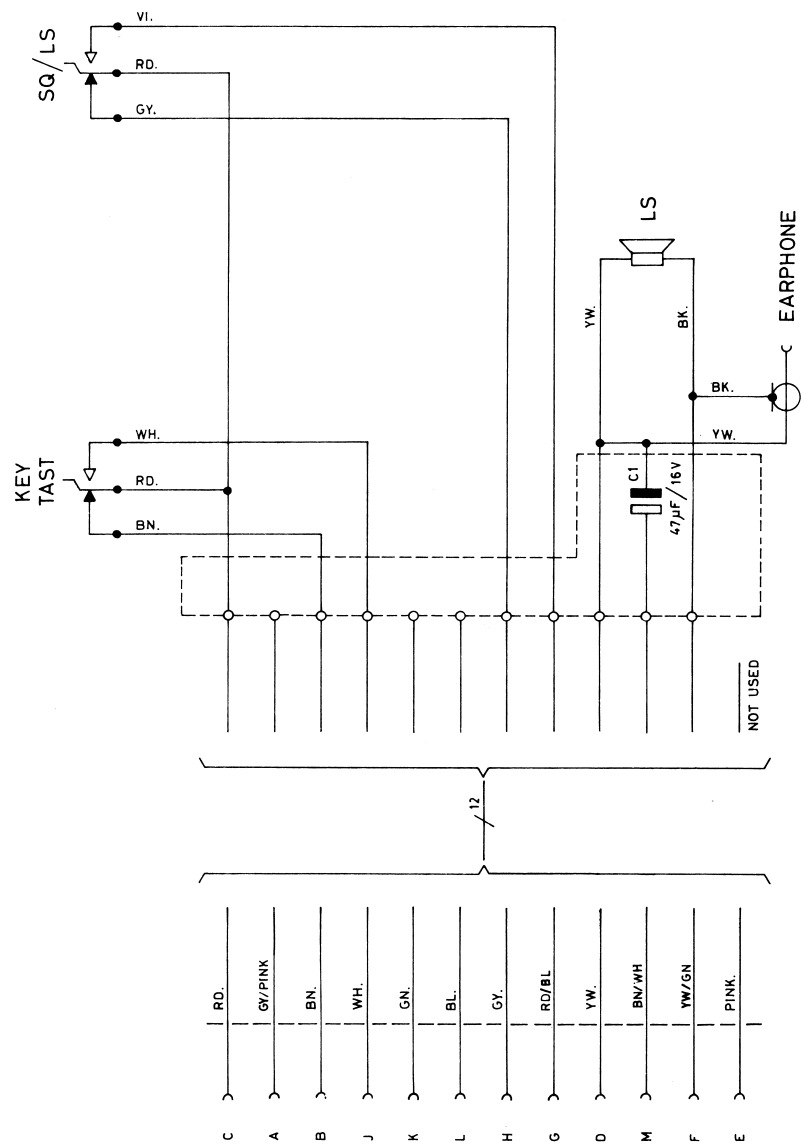 SQ/LS
VI.
RD.
GY.
LS
YW.
BK.
EARPHONE
BK.
YW.
KEY
TAST
WH.
RD.
BN.
C1
47µF/16V
NOT USED
12
RD.
GY/PINK
BN.
WH.
GN.
BL.
GY.
RD/BL
YW.
BN/WH
YW/GN
PINK.
C
A
B
J
K
L
H
G
D
M
F
E